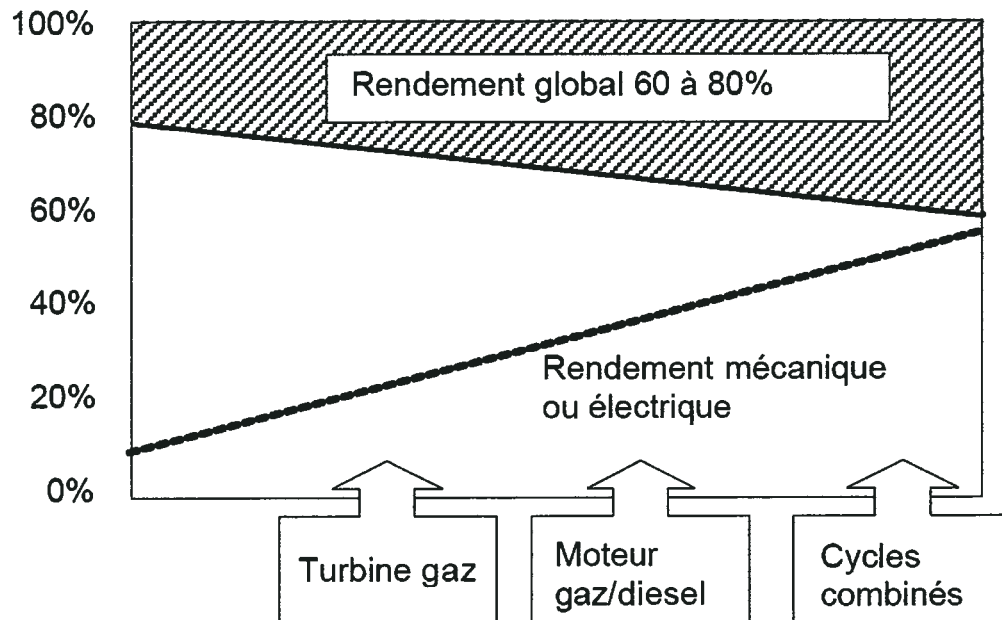 100%
Rendement global 60 à 80%
80%
60%
40%
Rendement mécanique
ou électrique
20%
0%
Turbine gaz
Moteur
gaz/diesel
Cycles
combinés